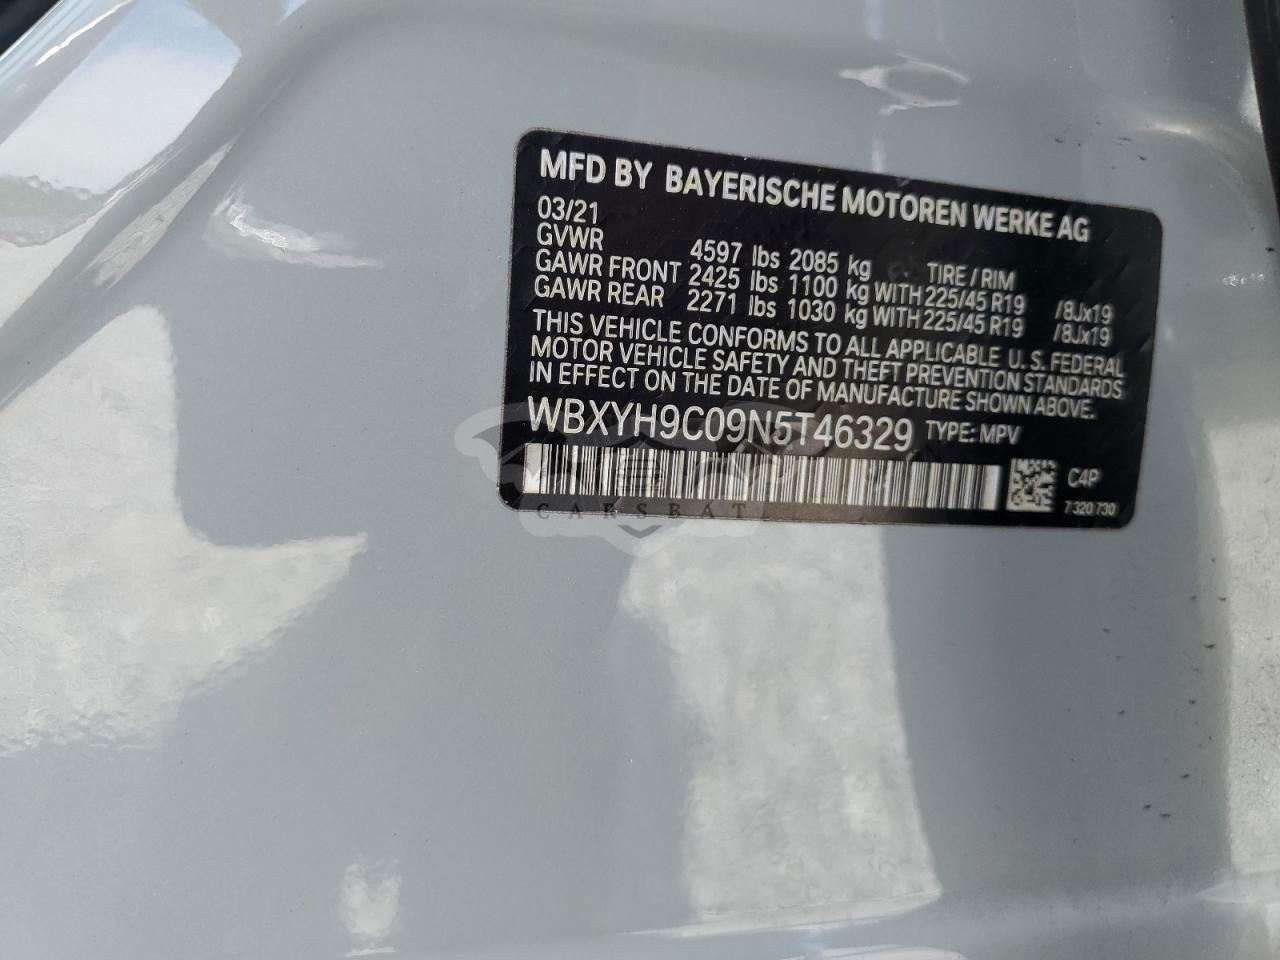 MFD BY BAYERISCHE MOTOREN WERKE AG
03/21
GVWR 4597 lbs 2085 kg TIRE / RIM
GAWR FRONT 2425 lbs 1100 kg WITH 225/45 R19 /8Jx19
GAWR REAR 2271 lbs 1030 kg WITH 225/45 R19 /8Jx19
THIS VEHICLE CONFORMS TO ALL APPLICABLE U.S. FEDERAL
MOTOR VEHICLE SAFETY AND THEFT PREVENTION STANDARDS
IN EFFECT ON THE DATE OF MANUFACTURE SHOWN ABOVE.
WBXYH9C09N5T46329 TYPE: MPV
C4P
7 320 730
CARSBAT